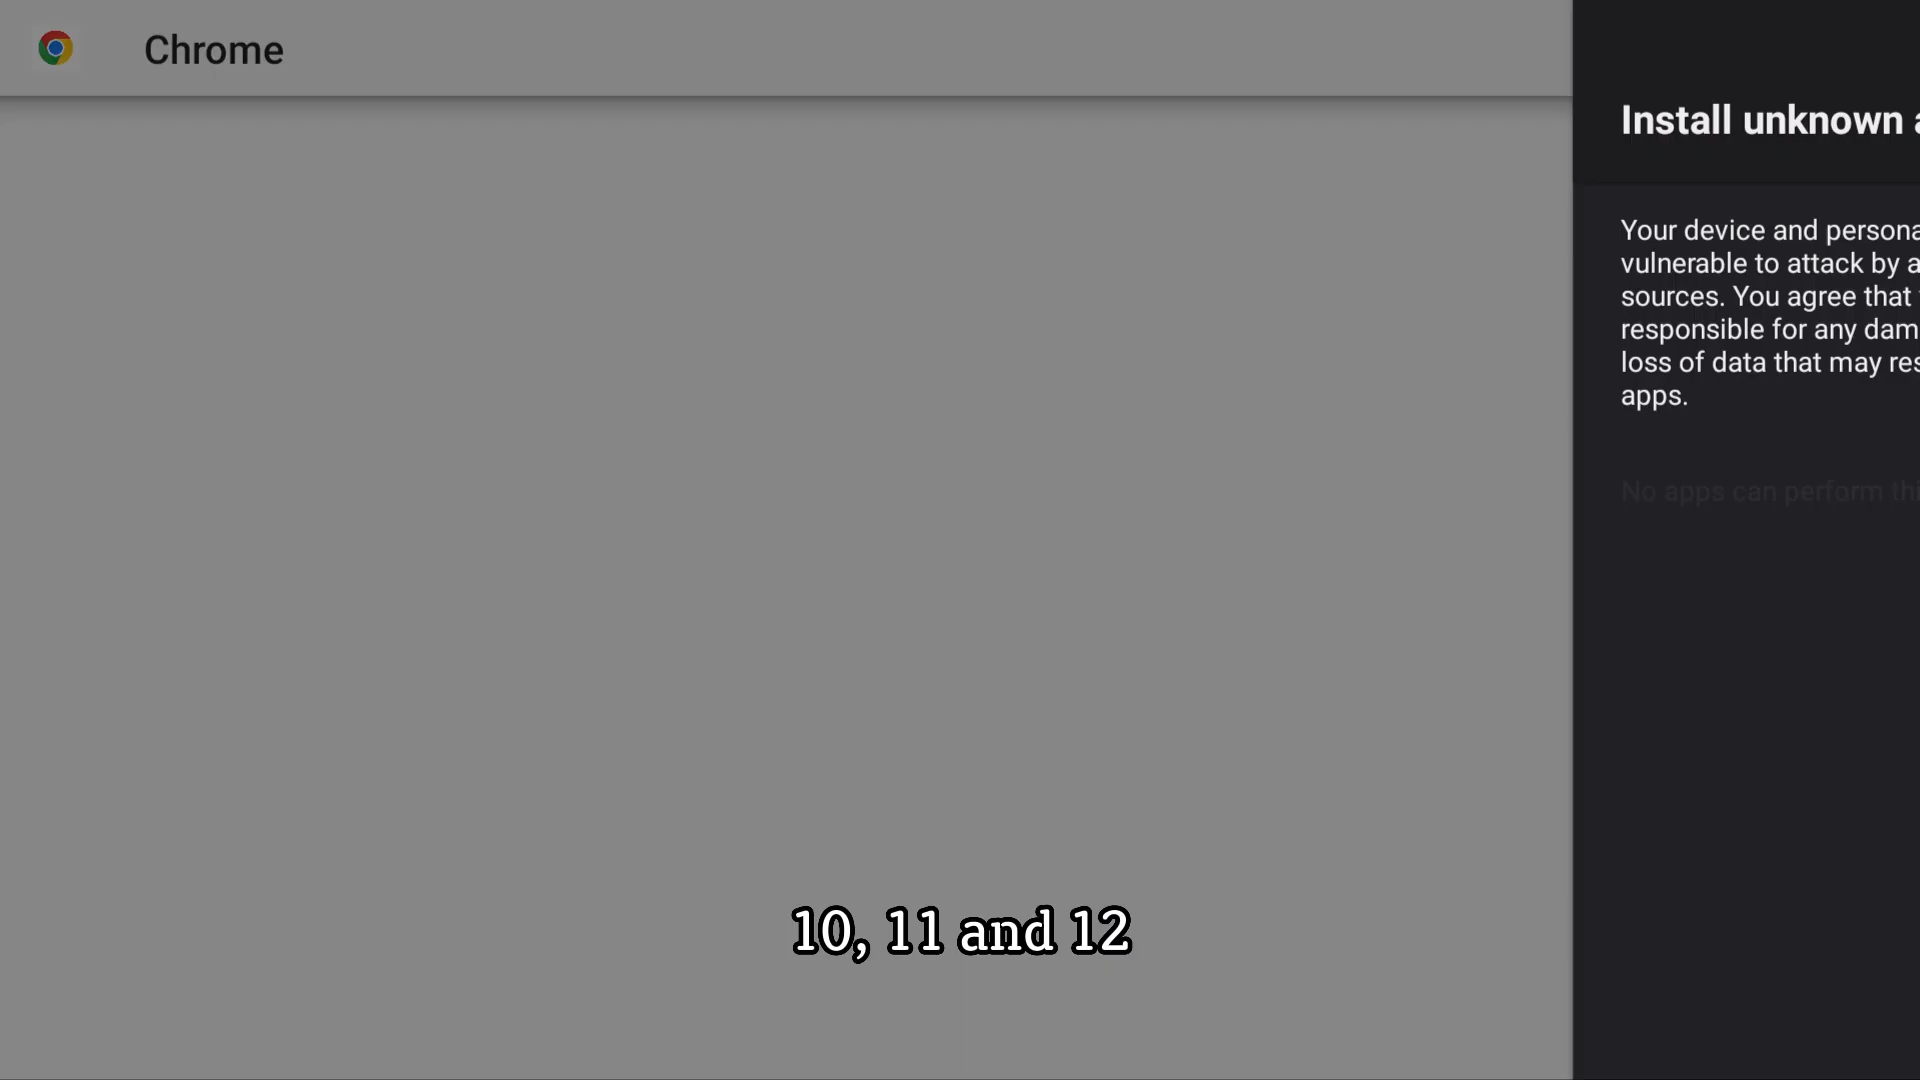 Chrome
Install unknown
Your device and persona
vulnerable to attack by a
sources. You agree that
responsible for any dam
loss of data that may res
apps.
No apps can perform thi
10, 11 and 12